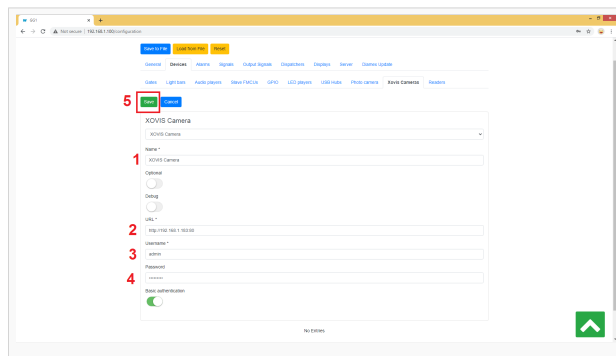 SG1
Not secure | 192.168.1.100/configuration
Save to File Load from File Reset
General Devices Alarms Signals Output Signals Dispatchers Displays Server Diames Update
Gates Light bars Audio players Slave FMCUs GPIO LED players USB Hubs Photo camera Xovis Cameras Readers
5 Save Cancel
XOVIS Camera
XOVIS Camera
Name *
1 XOVIS Camera
Optional
Debug
URL *
2 http://192.168.1.103:80
Username *
3 admin
Password
4 ••••••••
Basic authentication
No Entries